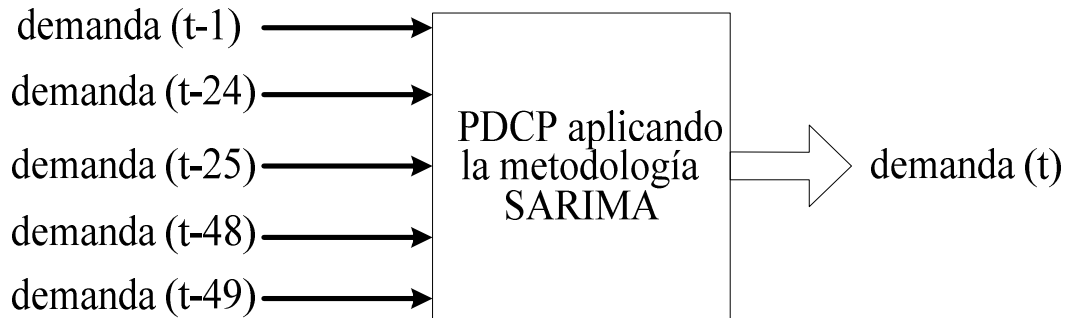 demanda (t-1)
demanda (t-24)
demanda (t-25)
demanda (t-48)
demanda (t-49)
PDCP aplicando
la metodología
SARIMA
demanda (t)